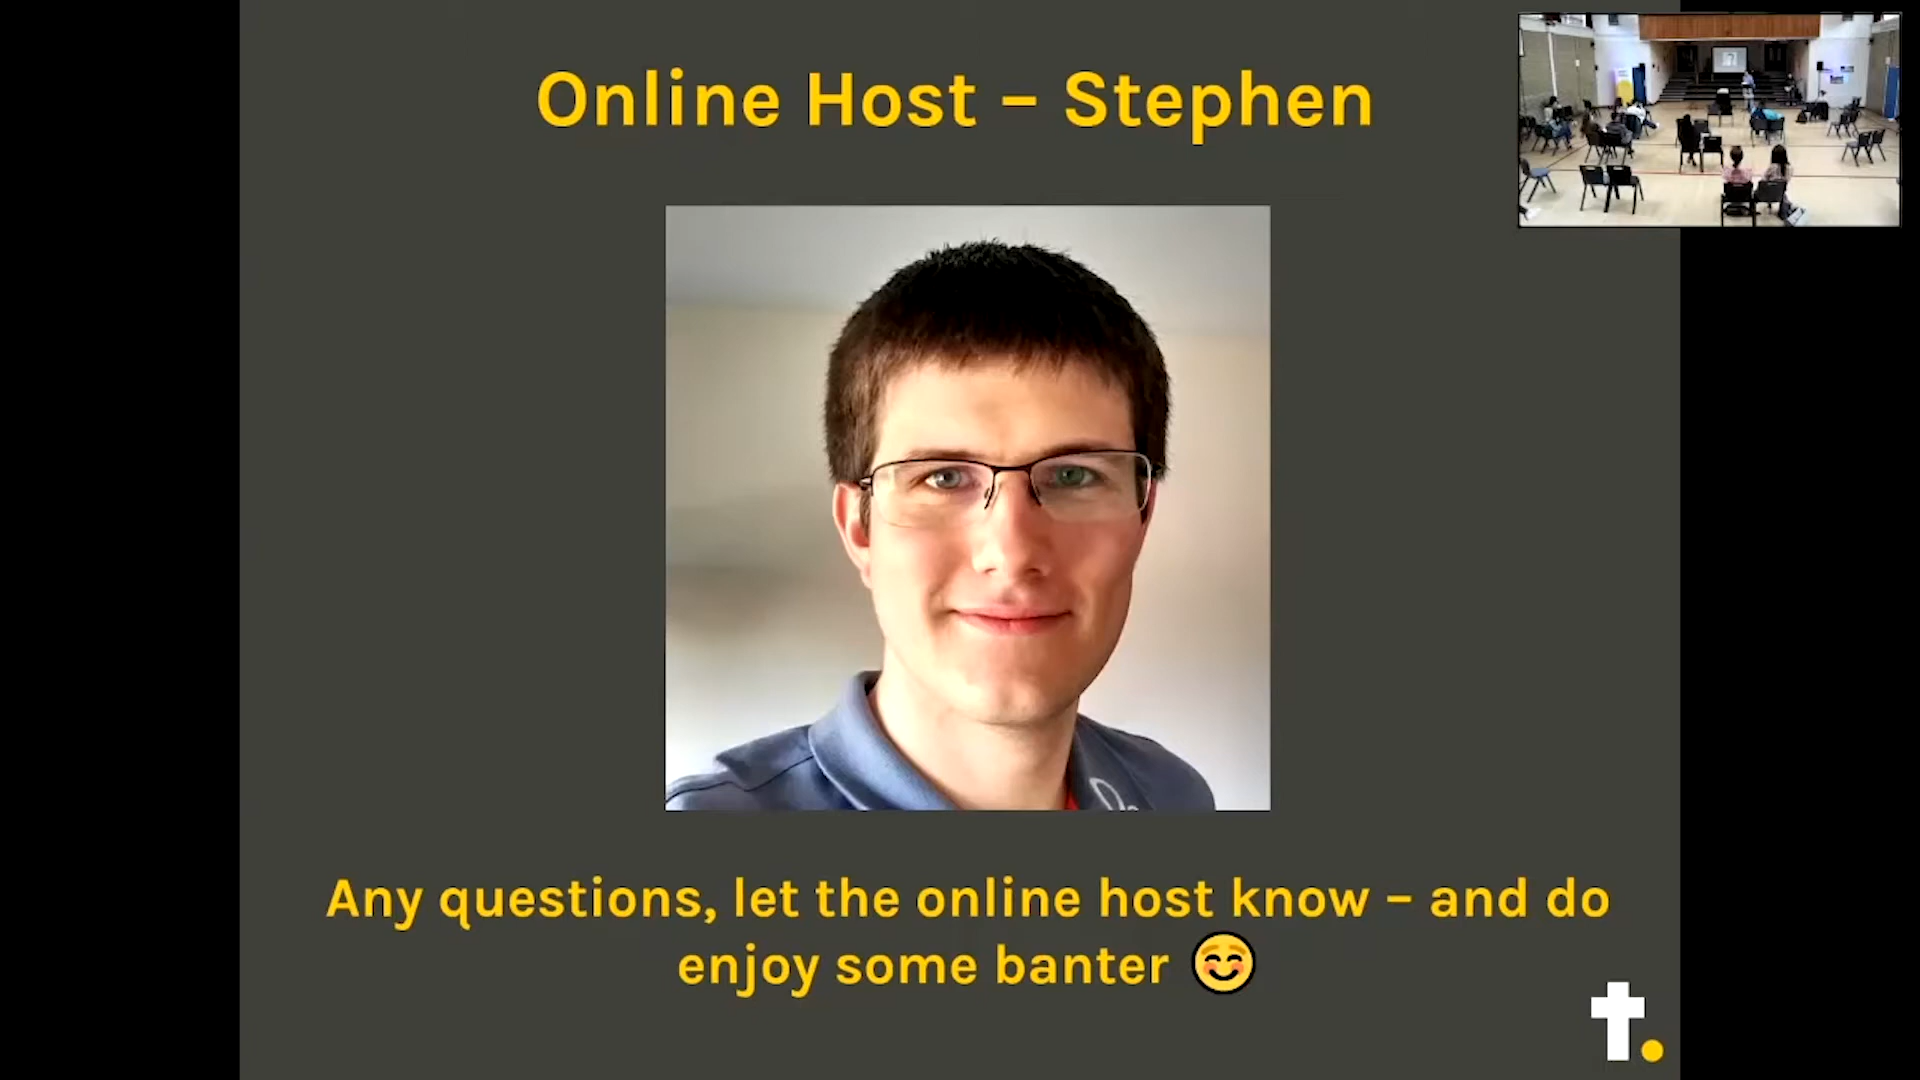 Online Host – Stephen
Any questions, let the online host know – and do
enjoy some banter 😊
t.